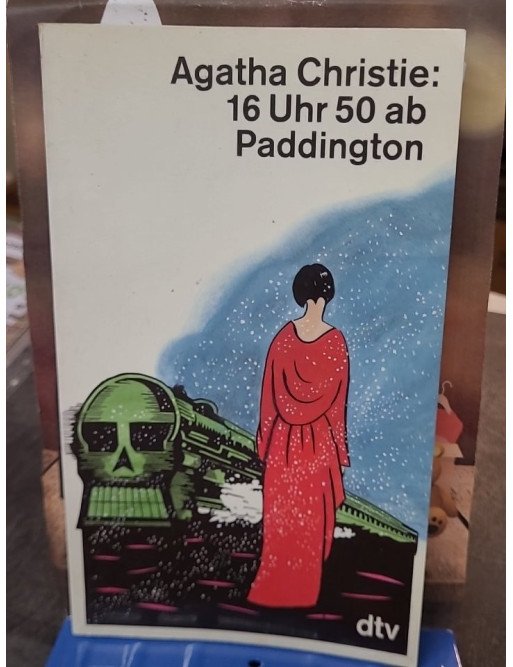 Agatha Christie:
16 Uhr 50 ab
Paddington
dtv